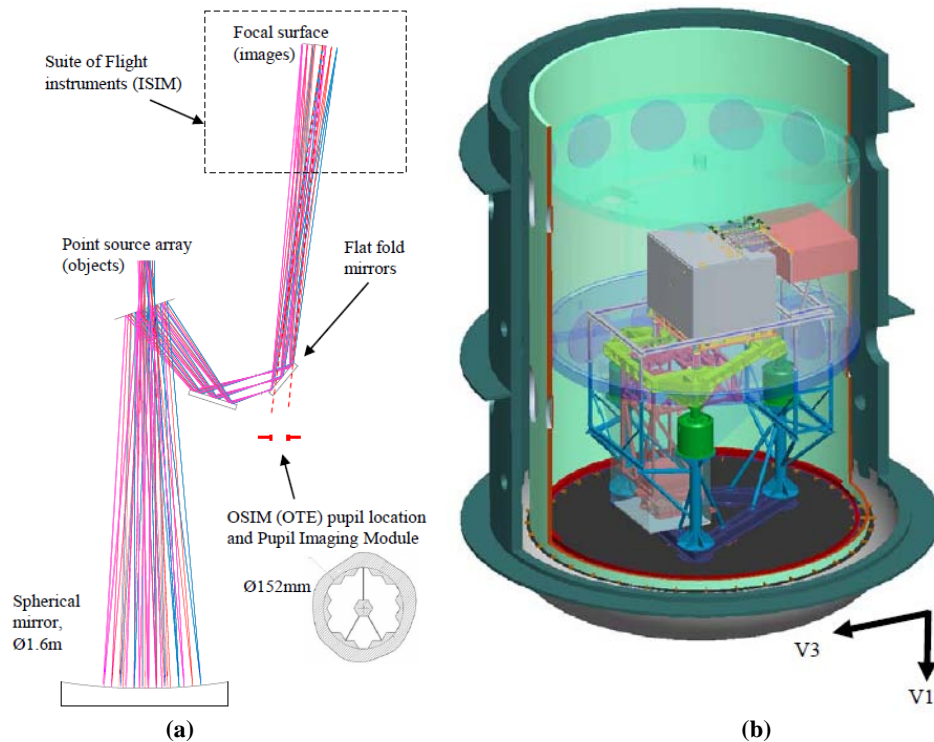 Focal surface
(images)
Suite of Flight
instruments (ISIM)
Point source array
(objects)
Flat fold
mirrors
OSIM (OTE) pupil location
and Pupil Imaging Module
Ø152mm
Spherical
mirror,
Ø1.6m
(a)
V3
V1
(b)